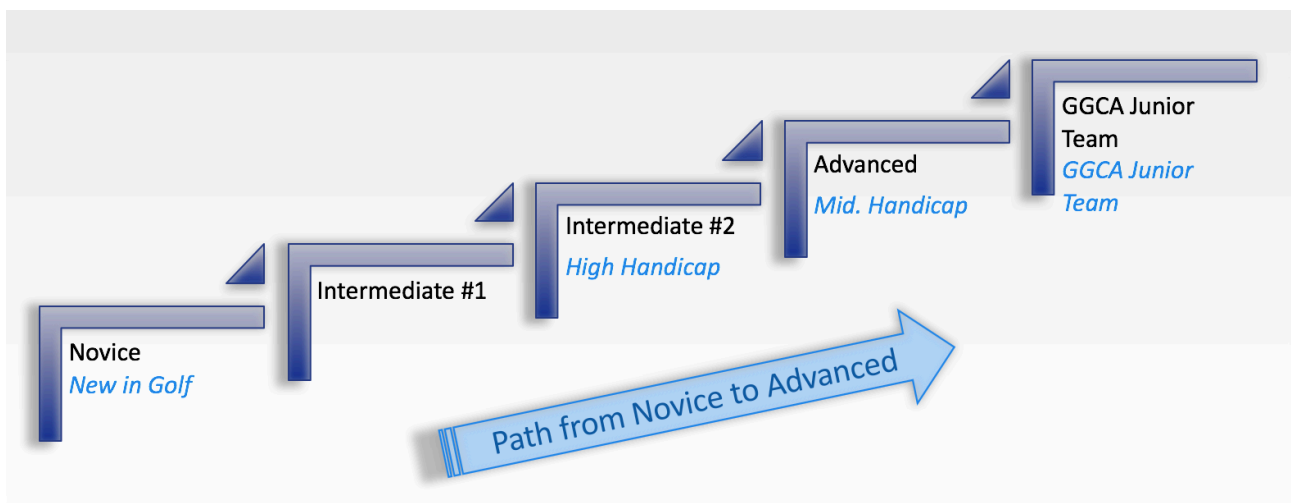 Novice
New in Golf
Intermediate #1
Intermediate #2
High Handicap
Advanced
Mid. Handicap
GGCA Junior
Team
GGCA Junior
Team
Path from Novice to Advanced